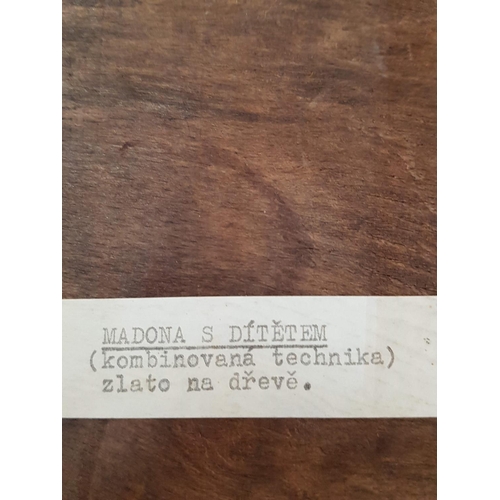 MADONA S DÍTĚTEM
(kombinovaná technika)
zlato na dřevě.